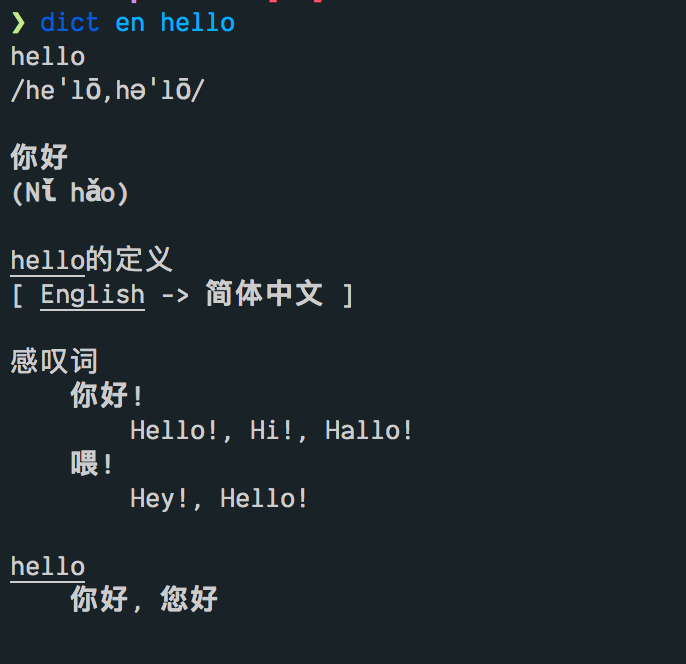 ❯ dict en hello
hello
/heˈlō,həˈlō/
你好
(Nǐ hǎo)
hello的定义
[ English -> 简体中文 ]
感叹词
你好!
Hello!, Hi!, Hallo!
喂!
Hey!, Hello!
hello
你好, 您好